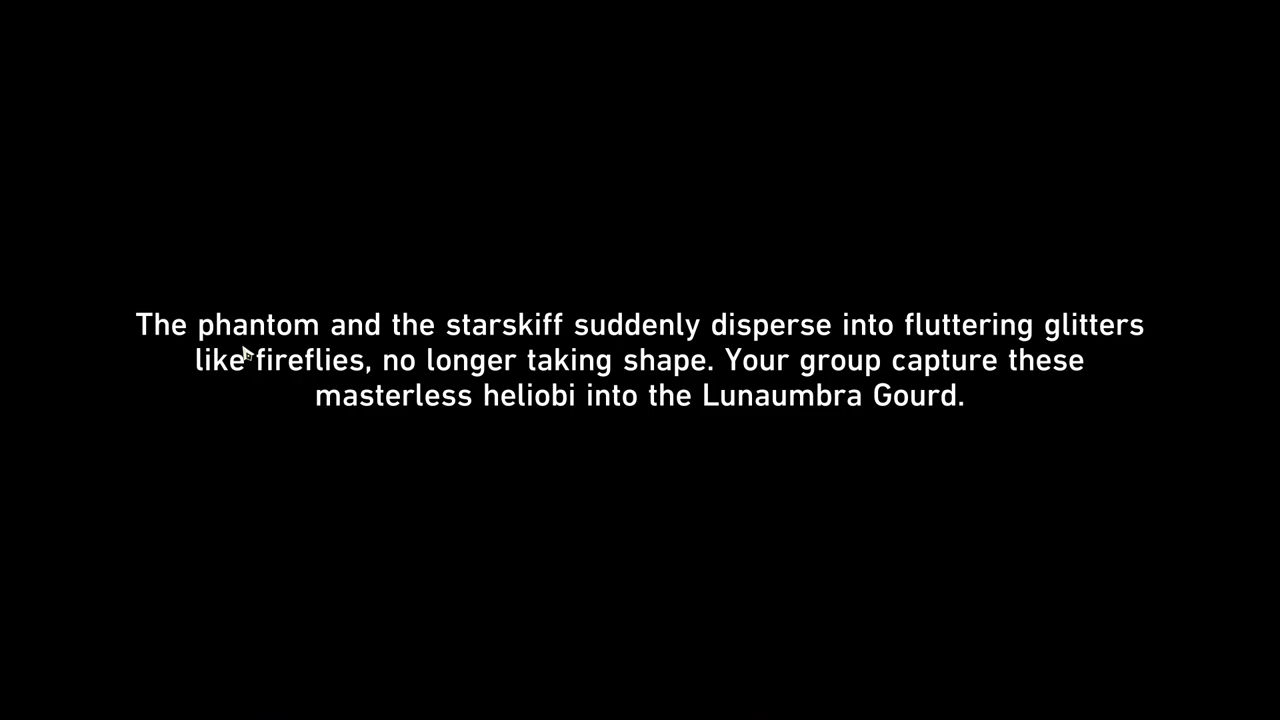 The phantom and the starskiff suddenly disperse into fluttering glitters
like fireflies, no longer taking shape. Your group capture these
masterless heliobi into the Lunaumbra Gourd.